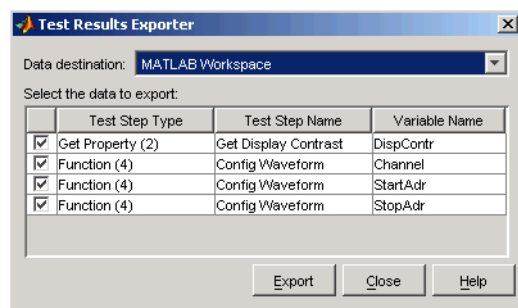 Test Results Exporter
Data destination: MATLAB Workspace
Select the data to export:
Test Step Type Test Step Name Variable Name
Get Property (2) Get Display Contrast DispContr
Function (4) Config Waveform Channel
Function (4) Config Waveform StartAdr
Function (4) Config Waveform StopAdr
Export Close Help